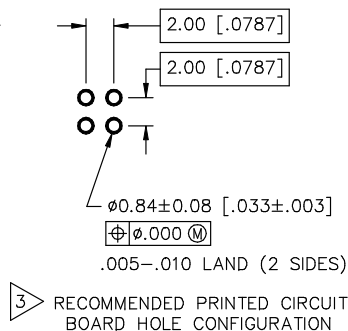 2.00 [.0787]
2.00 [.0787]
ø0.84±0.08 [.033±.003]
⌖ ø.000 Ⓜ
.005–.010 LAND (2 SIDES)
3 RECOMMENDED PRINTED CIRCUIT
BOARD HOLE CONFIGURATION